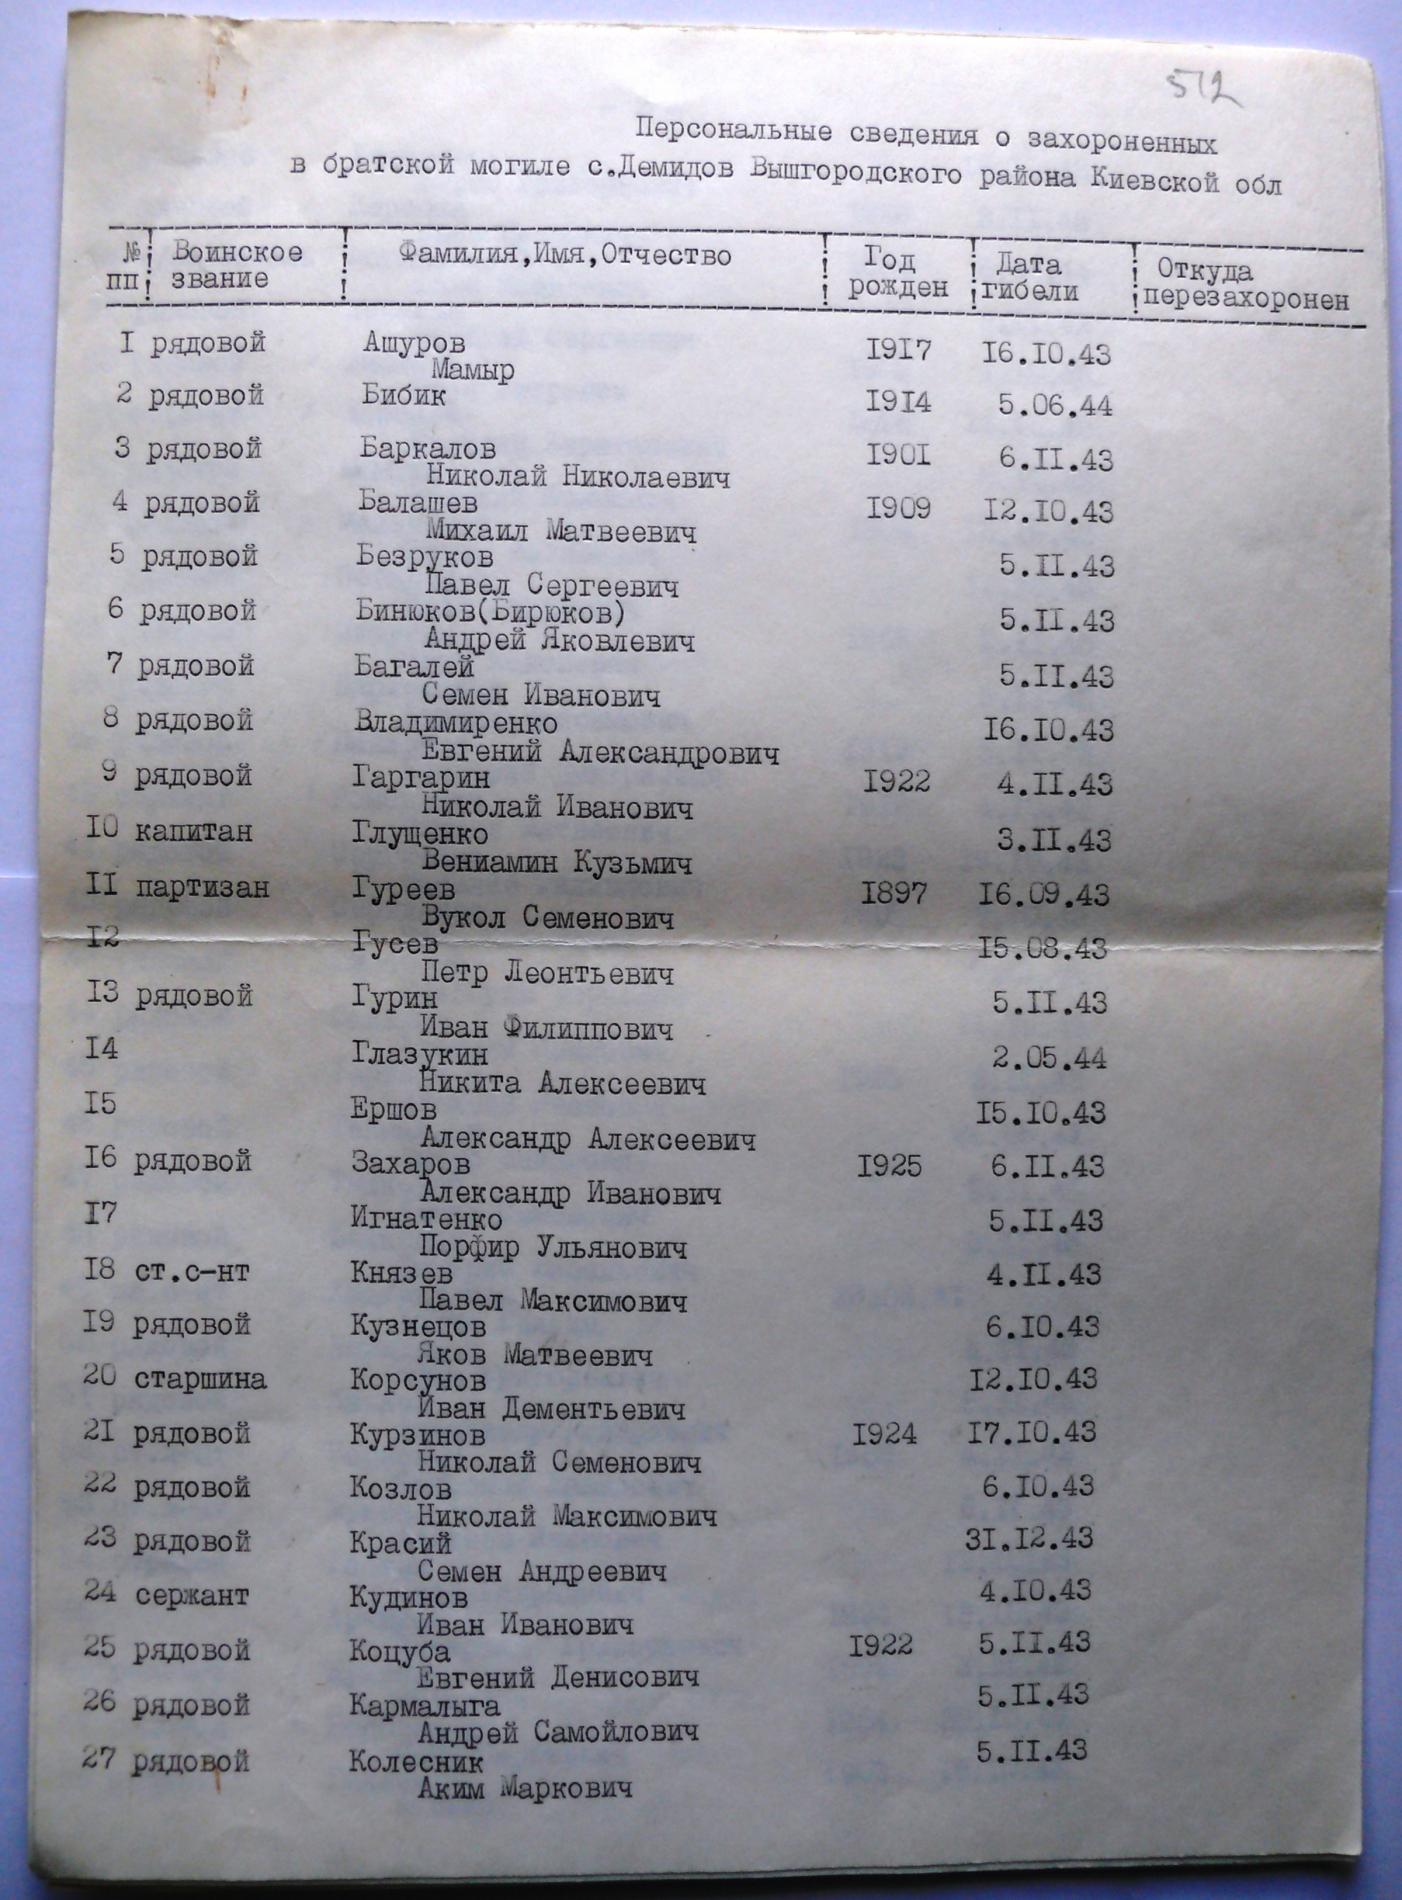 512
Персональные сведения о захороненных
в братской могиле с.Демидов Вышгородского района Киевской обл
№ Воинское Фамилия,Имя,Отчество Год Дата Откуда
пп звание рожден гибели перезахоронен
I рядовой Ашуров I9I7 I6.I0.43
Мамыр
2 рядовой Бибик I9I4 5.06.44
3 рядовой Баркалов I90I 6.II.43
Николай Николаевич
4 рядовой Балашев I909 I2.I0.43
Михаил Матвеевич
5 рядовой Безруков 5.II.43
Павел Сергеевич
6 рядовой Бинюков(Бирюков) 5.II.43
Андрей Яковлевич
7 рядовой Багалей 5.II.43
Семен Иванович
8 рядовой Владимиренко I6.I0.43
Евгений Александрович
9 рядовой Гаргарин I922 4.II.43
Николай Иванович
I0 капитан Глущенко 3.II.43
Вениамин Кузьмич
II партизан Гуреев I897 I6.09.43
Вукол Семенович
I2 Гусев I5.08.43
Петр Леонтьевич
I3 рядовой Гурин 5.II.43
Иван Филиппович
I4 Глазукин 2.05.44
Никита Алексеевич
I5 Ершов I5.I0.43
Александр Алексеевич
I6 рядовой Захаров I925 6.II.43
Александр Иванович
I7 Игнатенко 5.II.43
Порфир Ульянович
I8 ст.с-нт Князев 4.II.43
Павел Максимович
I9 рядовой Кузнецов 6.I0.43
Яков Матвеевич
20 старшина Корсунов I2.I0.43
Иван Дементьевич
2I рядовой Курзинов I924 I7.I0.43
Николай Семенович
22 рядовой Козлов 6.I0.43
Николай Максимович
23 рядовой Красий 3I.I2.43
Семен Андреевич
24 сержант Кудинов 4.I0.43
Иван Иванович
25 рядовой Коцуба I922 5.II.43
Евгений Денисович
26 рядовой Кармалыга 5.II.43
Андрей Самойлович
27 рядовой Колесник 5.II.43
Аким Маркович